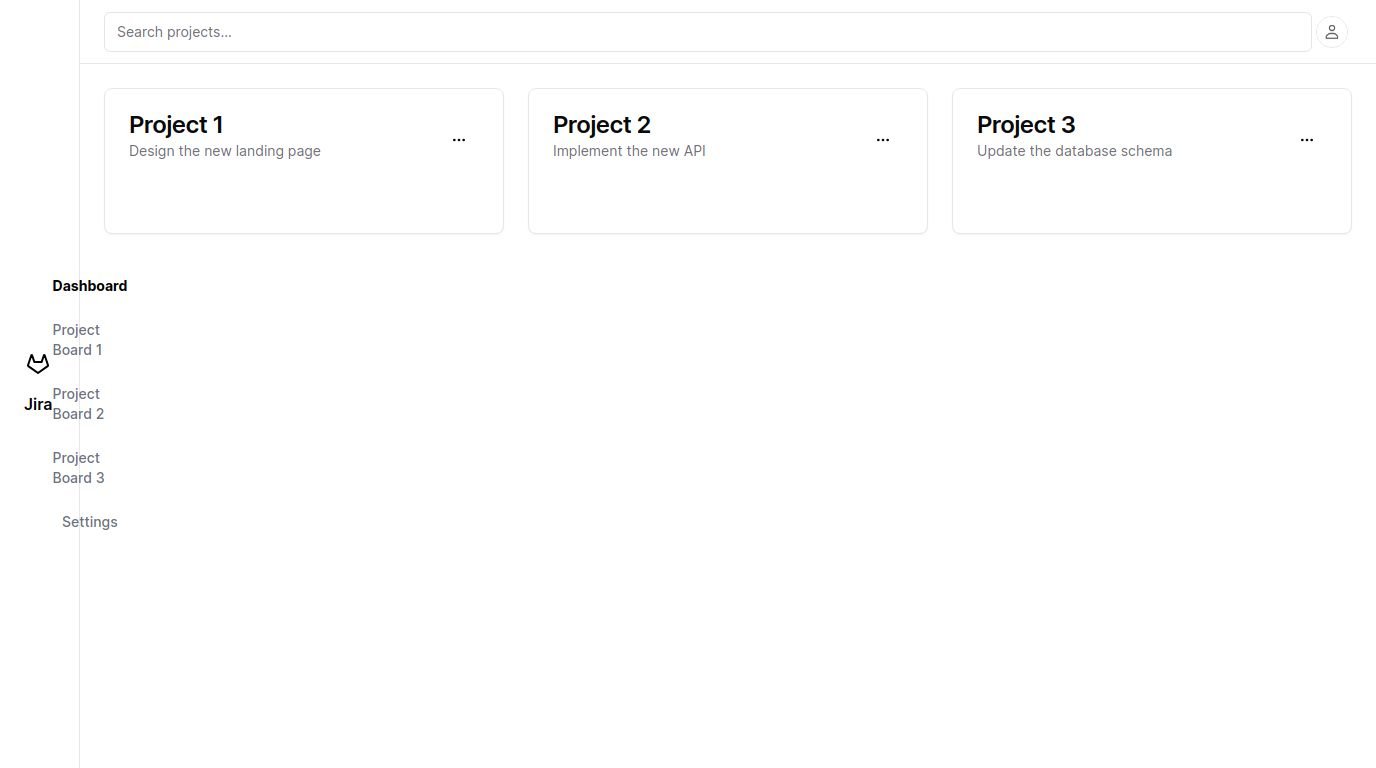 Search projects...
Project 1
Design the new landing page
...
Project 2
Implement the new API
...
Project 3
Update the database schema
...
Jira
Dashboard
Project
Board 1
Project
Board 2
Project
Board 3
Settings